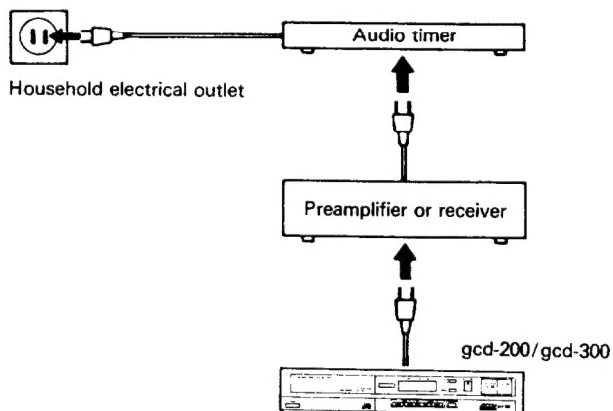 Audio timer
Household electrical outlet
Preamplifier or receiver
gcd-200/gcd-300